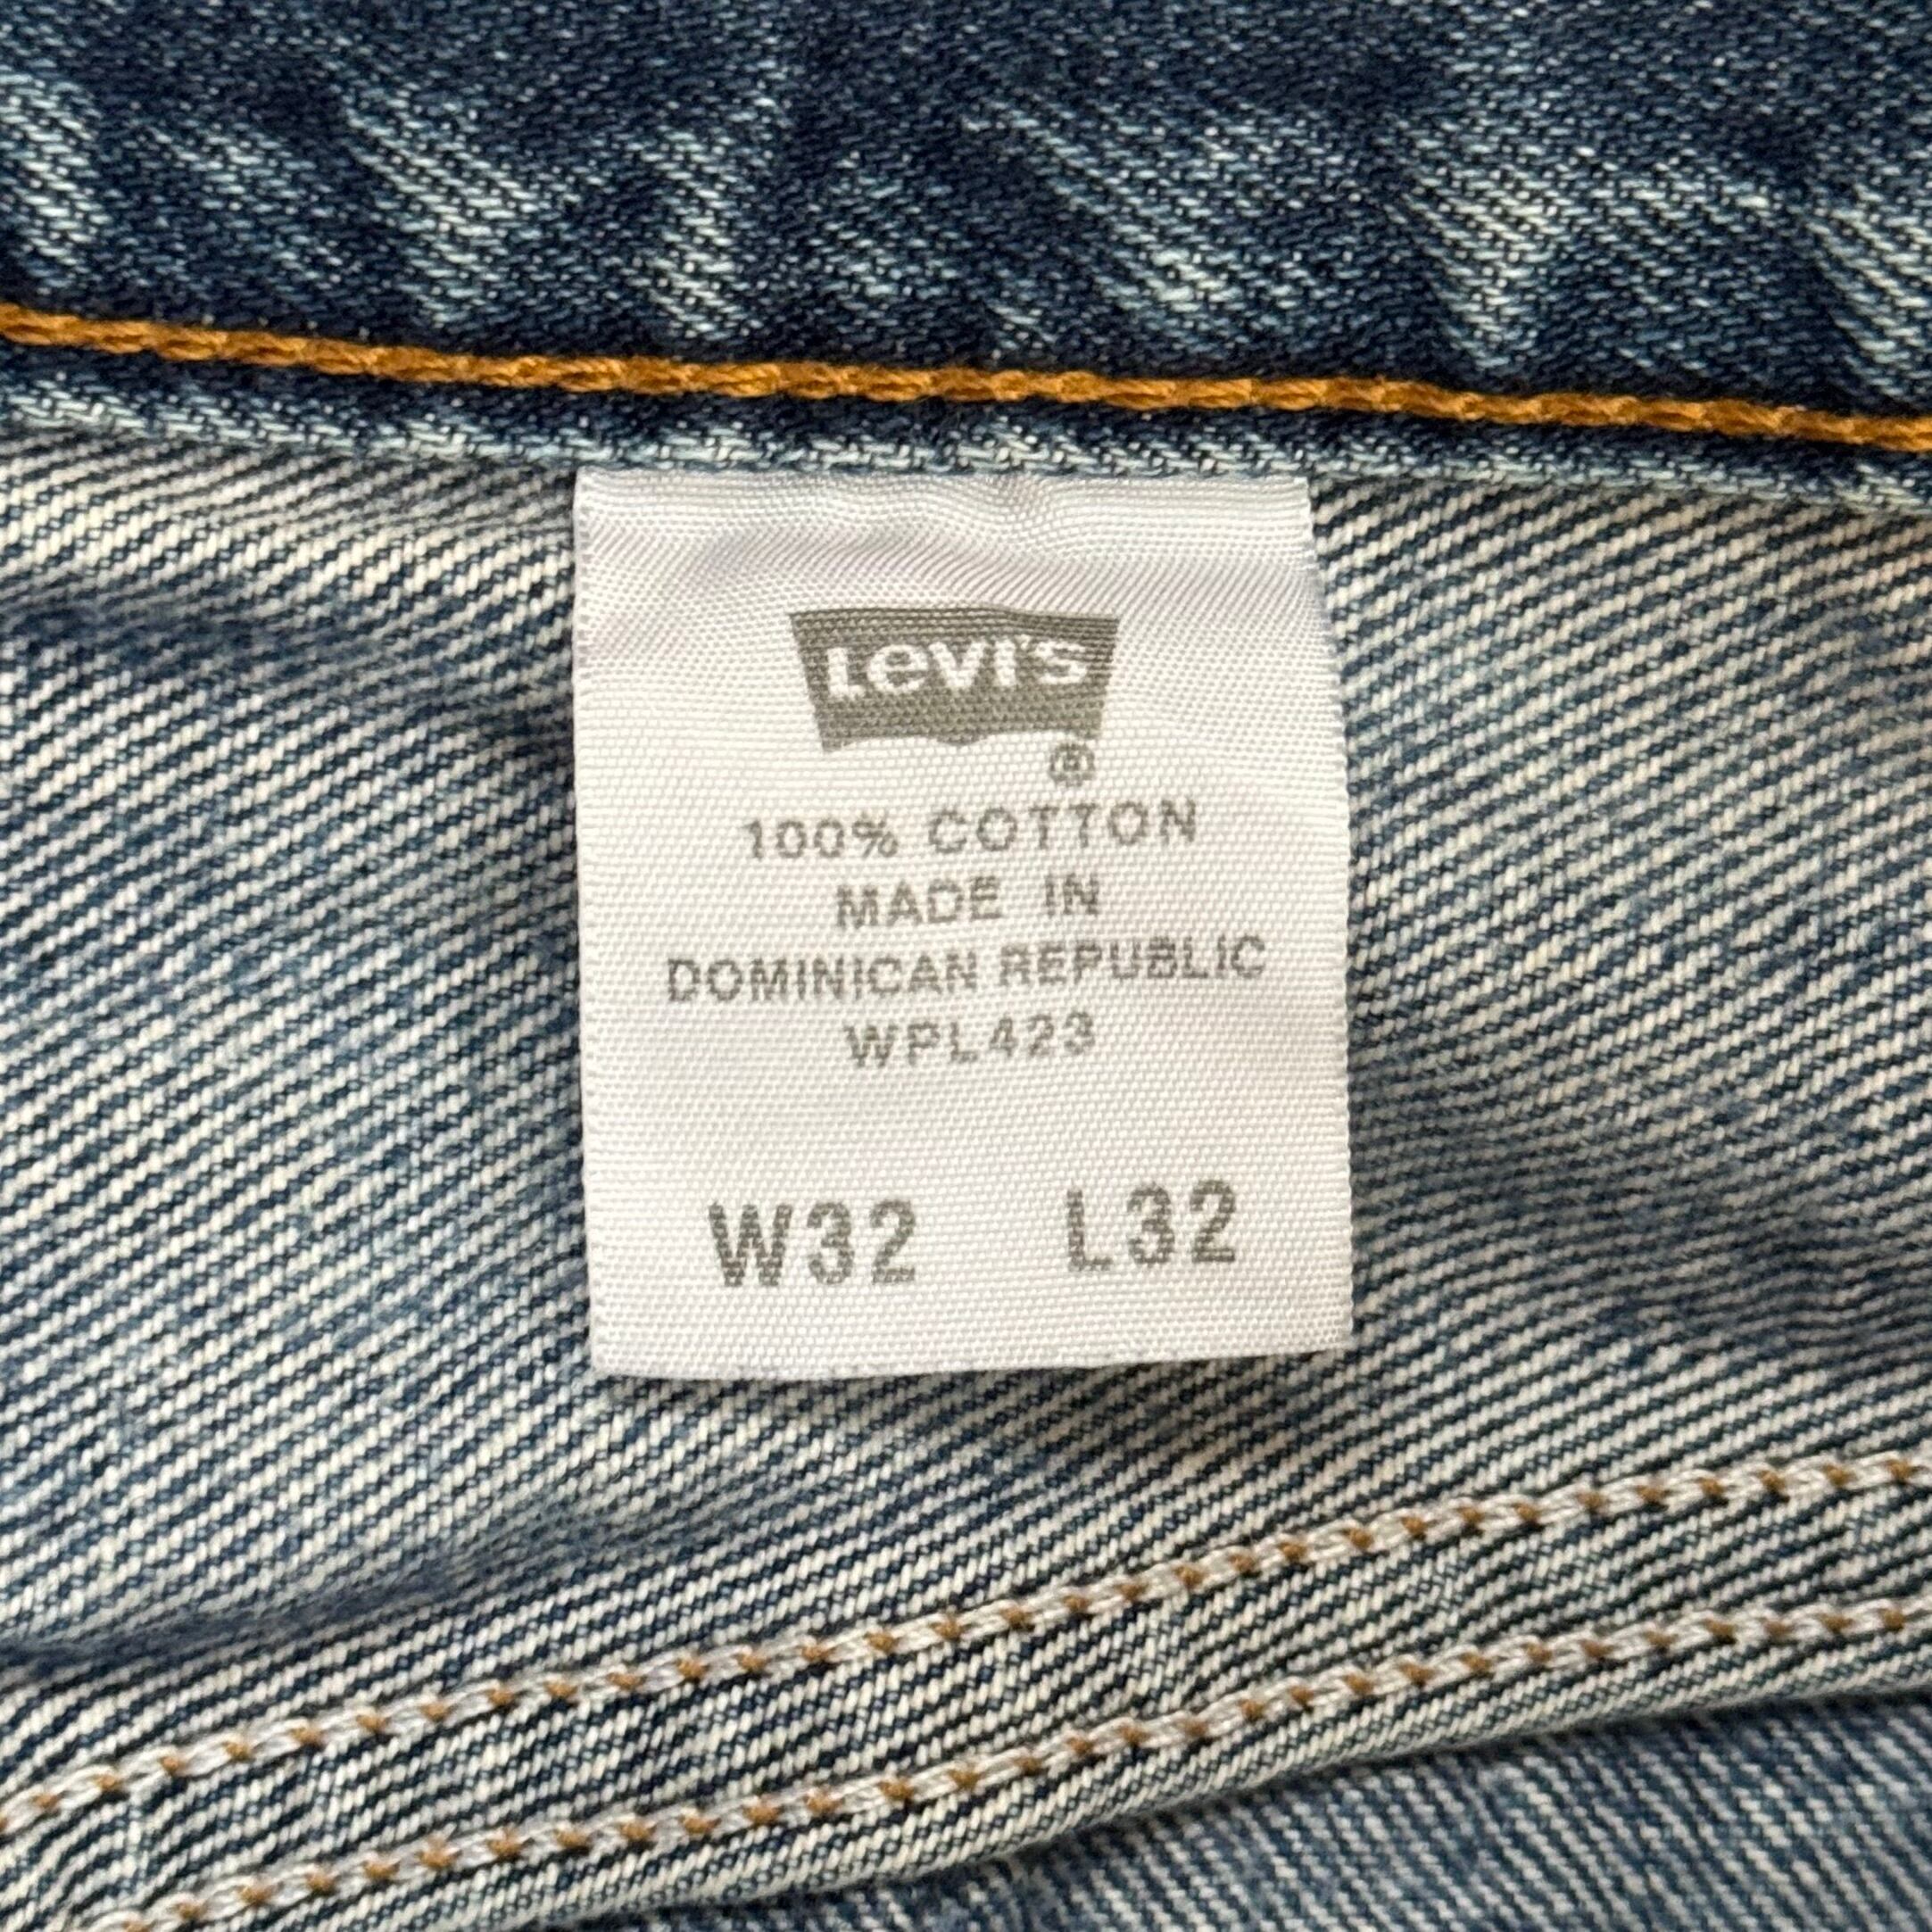 Levi's
®
100% COTTON
MADE IN
DOMINICAN REPUBLIC
WPL423
W32 L32